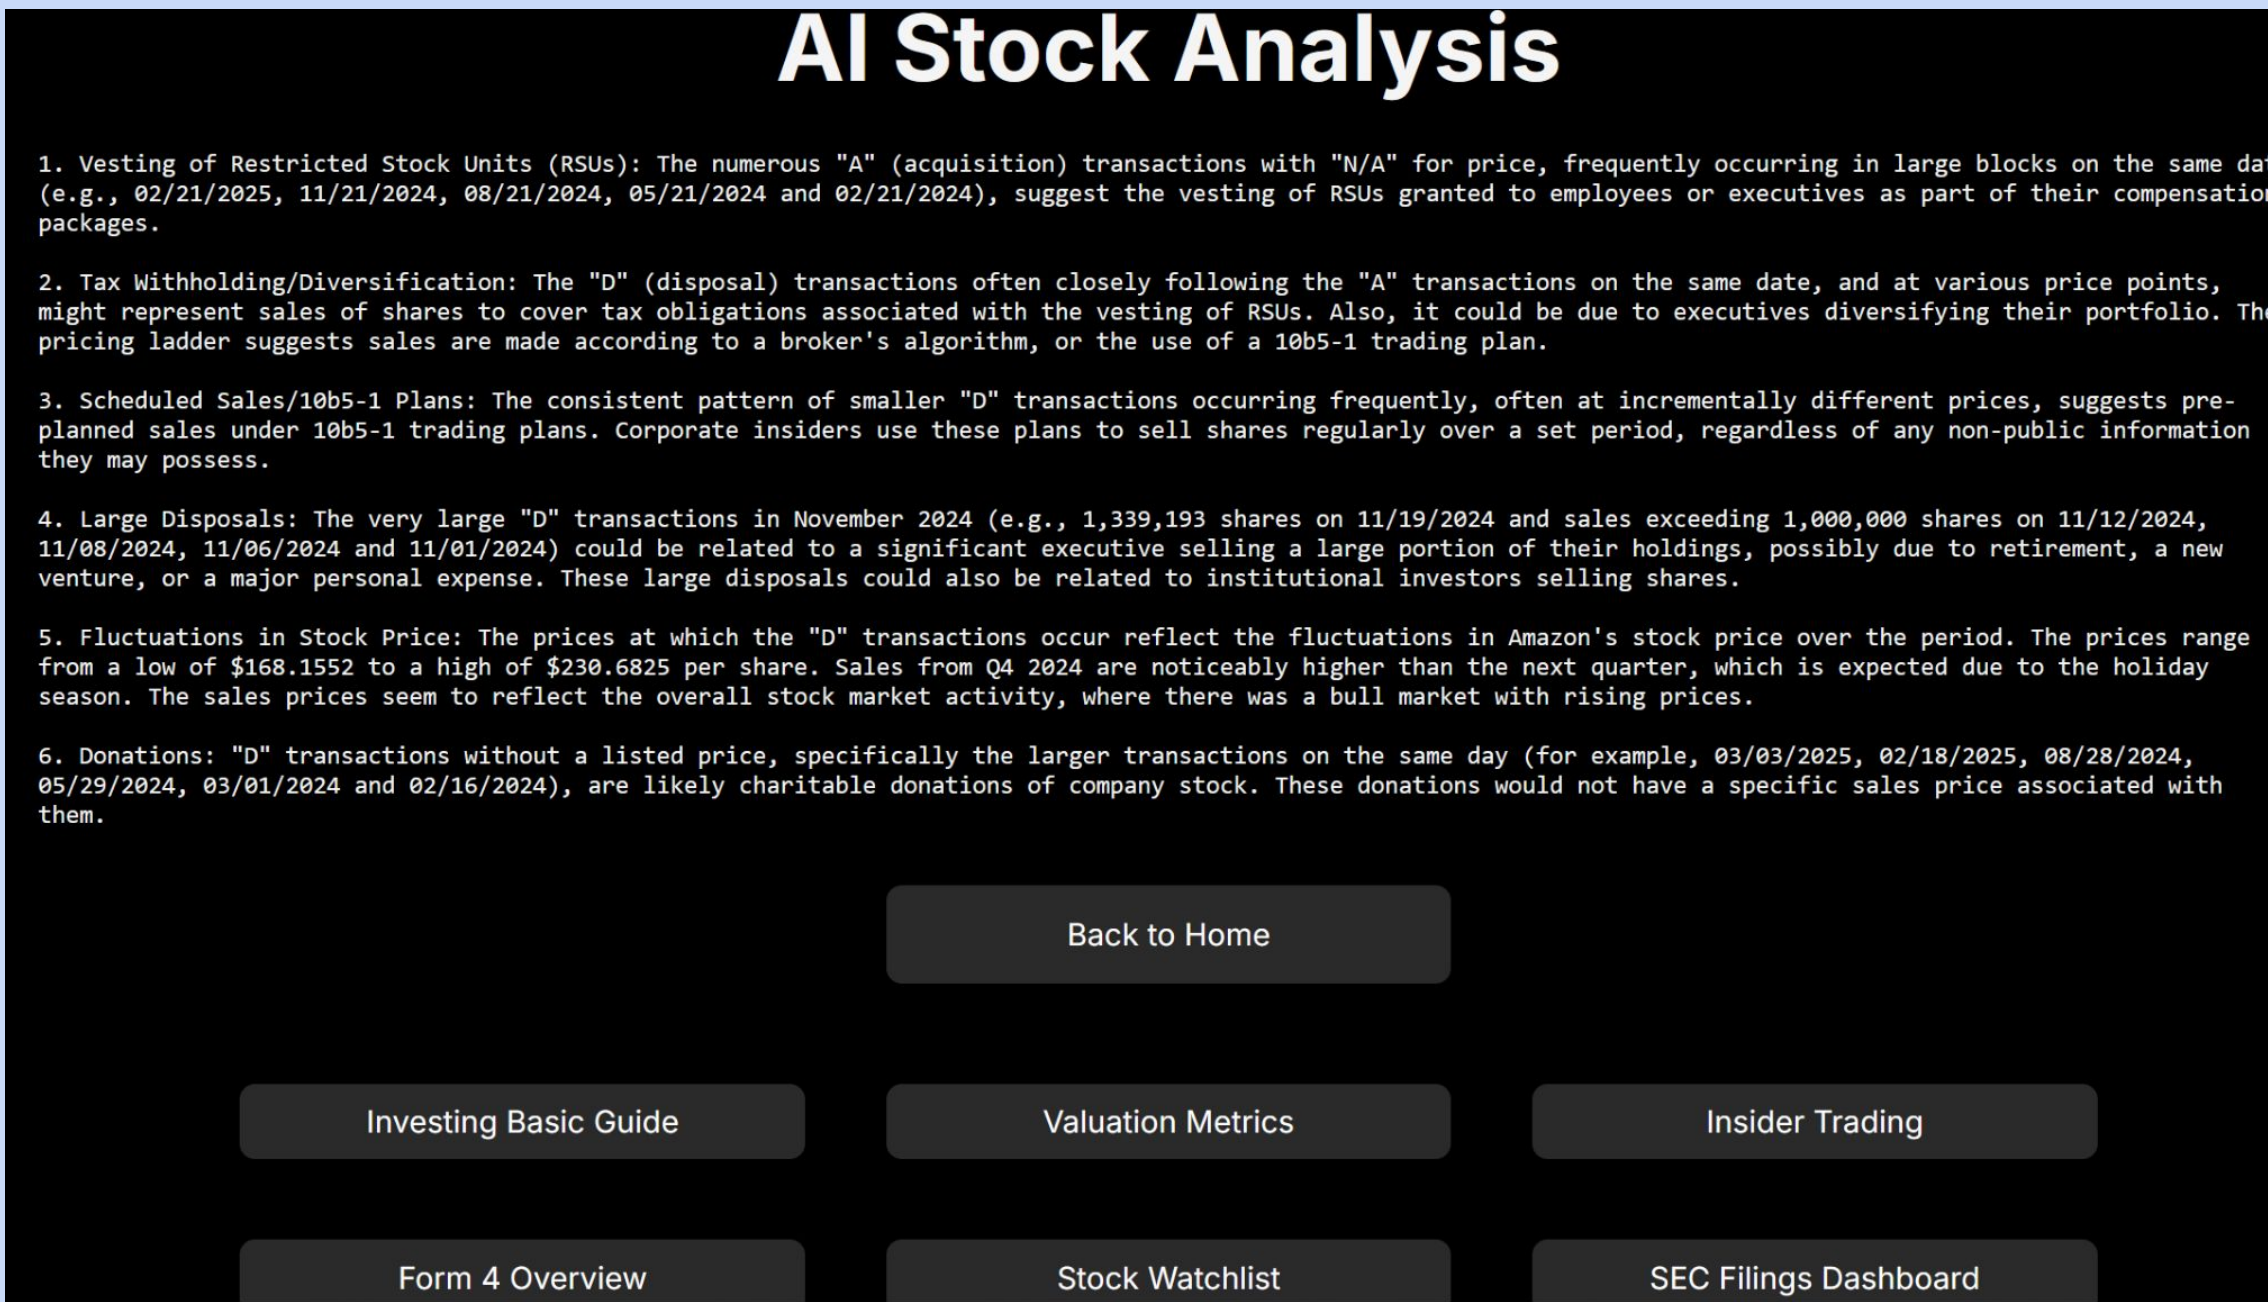 AI Stock Analysis
1. Vesting of Restricted Stock Units (RSUs): The numerous "A" (acquisition) transactions with "N/A" for price, frequently occurring in large blocks on the same dat
(e.g., 02/21/2025, 11/21/2024, 08/21/2024, 05/21/2024 and 02/21/2024), suggest the vesting of RSUs granted to employees or executives as part of their compensation
packages.
2. Tax Withholding/Diversification: The "D" (disposal) transactions often closely following the "A" transactions on the same date, and at various price points,
might represent sales of shares to cover tax obligations associated with the vesting of RSUs. Also, it could be due to executives diversifying their portfolio. The
pricing ladder suggests sales are made according to a broker's algorithm, or the use of a 10b5-1 trading plan.
3. Scheduled Sales/10b5-1 Plans: The consistent pattern of smaller "D" transactions occurring frequently, often at incrementally different prices, suggests pre-
planned sales under 10b5-1 trading plans. Corporate insiders use these plans to sell shares regularly over a set period, regardless of any non-public information
they may possess.
4. Large Disposals: The very large "D" transactions in November 2024 (e.g., 1,339,193 shares on 11/19/2024 and sales exceeding 1,000,000 shares on 11/12/2024,
11/08/2024, 11/06/2024 and 11/01/2024) could be related to a significant executive selling a large portion of their holdings, possibly due to retirement, a new
venture, or a major personal expense. These large disposals could also be related to institutional investors selling shares.
5. Fluctuations in Stock Price: The prices at which the "D" transactions occur reflect the fluctuations in Amazon's stock price over the period. The prices range
from a low of $168.1552 to a high of $230.6825 per share. Sales from Q4 2024 are noticeably higher than the next quarter, which is expected due to the holiday
season. The sales prices seem to reflect the overall stock market activity, where there was a bull market with rising prices.
6. Donations: "D" transactions without a listed price, specifically the larger transactions on the same day (for example, 03/03/2025, 02/18/2025, 08/28/2024,
05/29/2024, 03/01/2024 and 02/16/2024), are likely charitable donations of company stock. These donations would not have a specific sales price associated with
them.
Back to Home
Investing Basic Guide
Valuation Metrics
Insider Trading
Form 4 Overview
Stock Watchlist
SEC Filings Dashboard